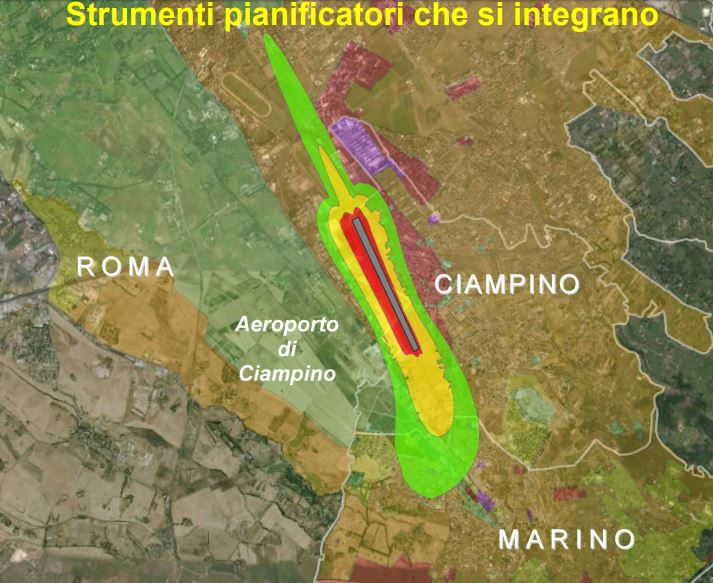 Strumenti pianificatori che si integrano
ROMA
CIAMPINO
Aeroporto
di
Ciampino
MARINO